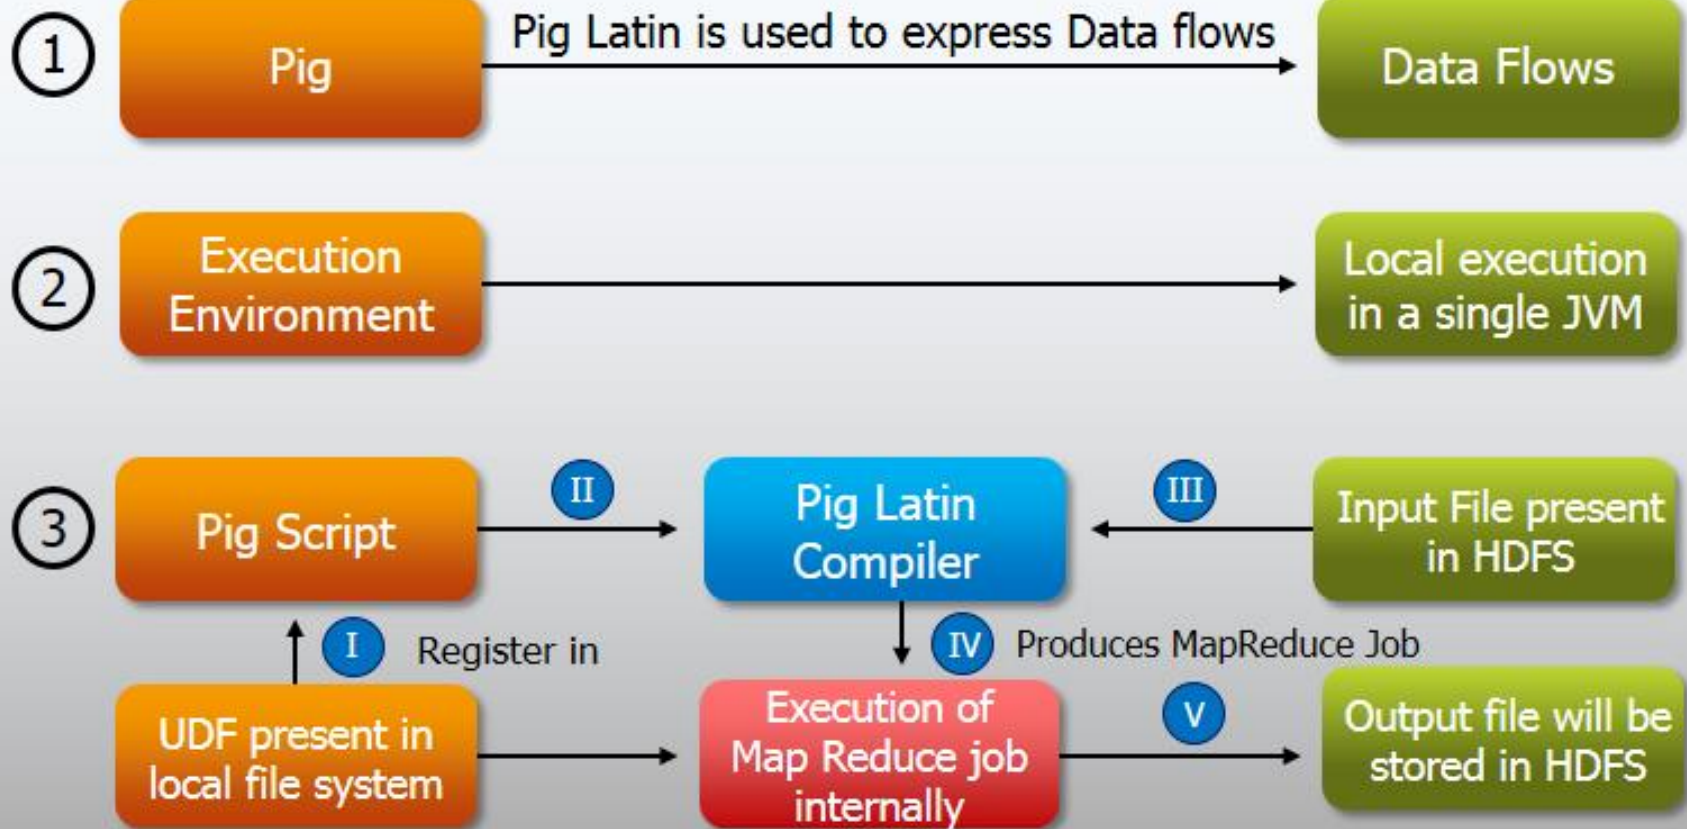 1
Pig
Pig Latin is used to express Data flows
Data Flows
2
Execution
Environment
Local execution
in a single JVM
3
Pig Script
II
Pig Latin
Compiler
III
Input File present
in HDFS
I
Register in
IV
Produces MapReduce Job
UDF present in
local file system
Execution of
Map Reduce job
internally
V
Output file will be
stored in HDFS